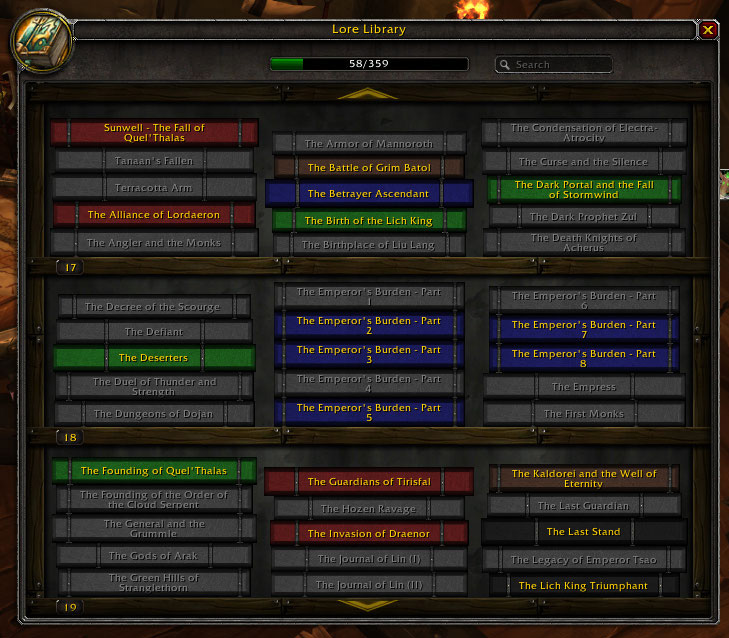 Lore Library
58/359
Search
Sunwell - The Fall of
Quel'Thalas
Tanaan's Fallen
Terracotta Arm
The Alliance of Lordaeron
The Angler and the Monks
The Armor of Mannoroth
The Battle of Grim Batol
The Betrayer Ascendant
The Birth of the Lich King
The Birthplace of Liu Lang
The Condensation of Electra-
Atrocity
The Curse and the Silence
The Dark Portal and the Fall
of Stormwind
The Dark Prophet Zul
The Death Knights of
Acherus
17
The Decree of the Scourge
The Defiant
The Deserters
The Duel of Thunder and
Strength
The Dungeons of Dojan
The Emperor's Burden - Part
1
The Emperor's Burden - Part
2
The Emperor's Burden - Part
3
The Emperor's Burden - Part
4
The Emperor's Burden - Part
5
The Emperor's Burden - Part
6
The Emperor's Burden - Part
7
The Emperor's Burden - Part
8
The Empress
The First Monks
18
The Founding of Quel'Thalas
The Founding of the Order of
the Cloud Serpent
The General and the
Grummle
The Gods of Arak
The Green Hills of
Stranglethorn
The Guardians of Tirisfal
The Hozen Ravage
The Invasion of Draenor
The Journal of Lin (I)
The Journal of Lin (II)
The Kaldorei and the Well of
Eternity
The Last Guardian
The Last Stand
The Legacy of Emperor Tsao
The Lich King Triumphant
19